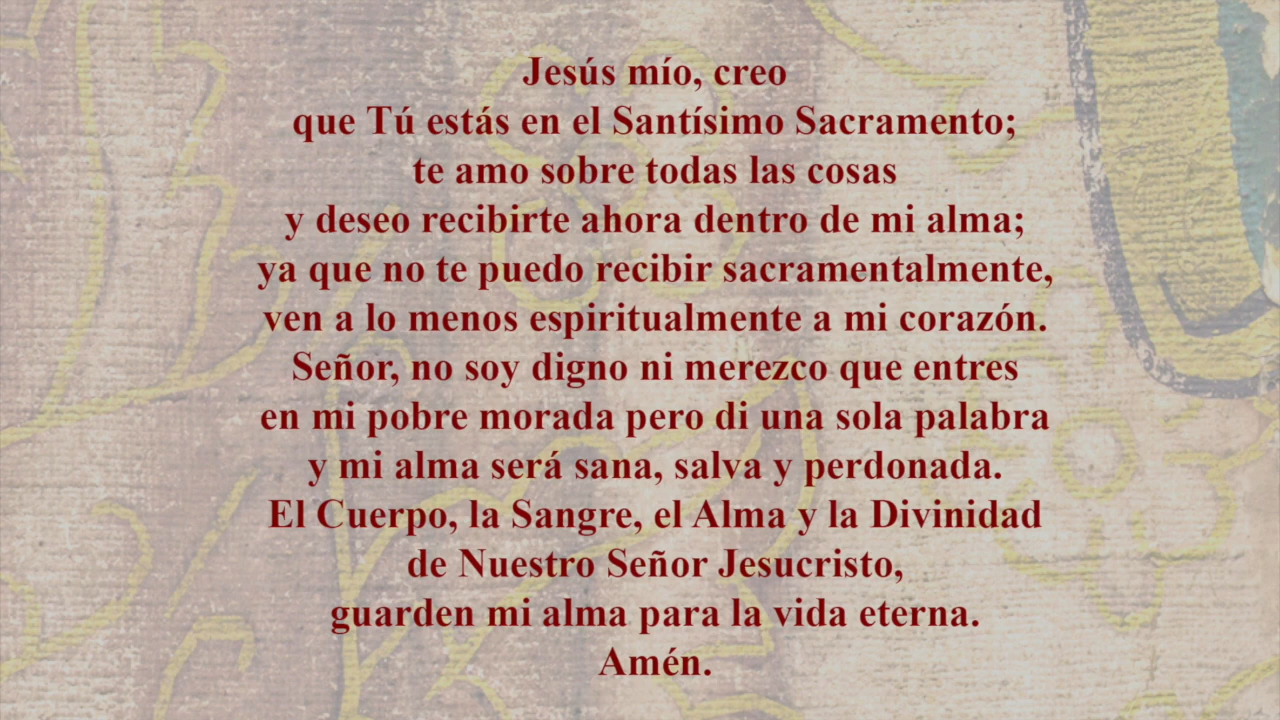 Jesús mío, creo
que Tú estás en el Santísimo Sacramento;
te amo sobre todas las cosas
y deseo recibirte ahora dentro de mi alma;
ya que no te puedo recibir sacramentalmente,
ven a lo menos espiritualmente a mi corazón.
Señor, no soy digno ni merezco que entres
en mi pobre morada pero di una sola palabra
y mi alma será sana, salva y perdonada.
El Cuerpo, la Sangre, el Alma y la Divinidad
de Nuestro Señor Jesucristo,
guarden mi alma para la vida eterna.
Amén.